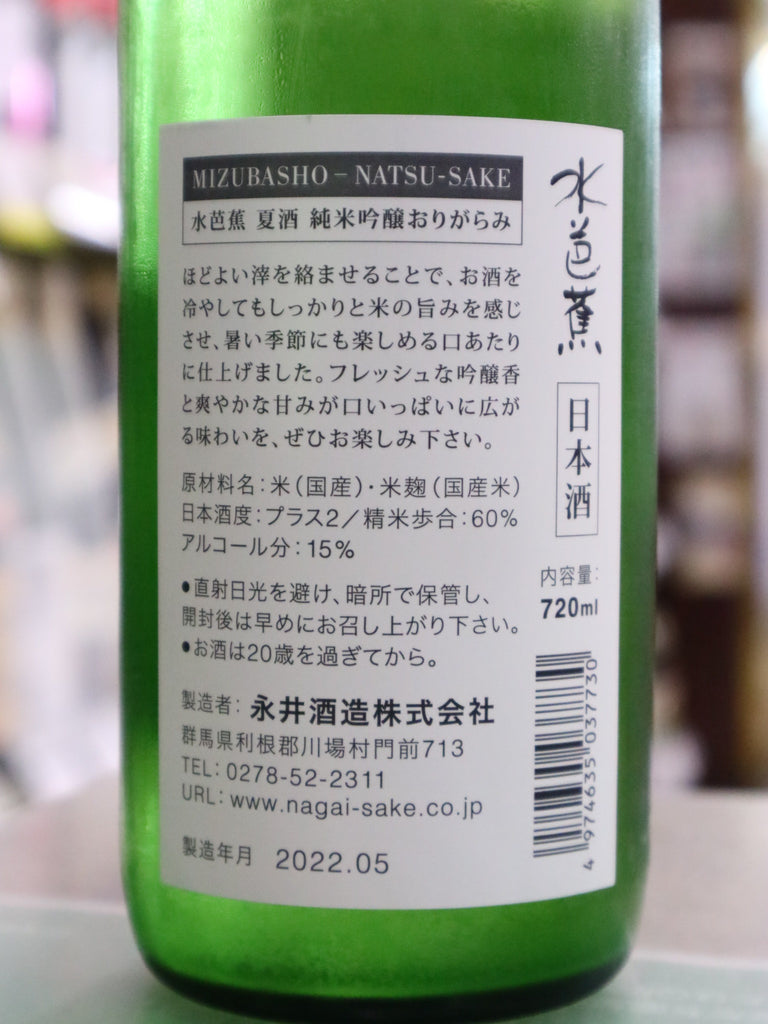 MIZUBASHO – NATSU-SAKE
水芭蕉 夏酒 純米吟醸おりがらみ
ほどよい滓を絡ませることで、お酒を
冷やしてもしっかりと米の旨みを感じ
させ、暑い季節にも楽しめる口あたり
に仕上げました。フレッシュな吟醸香
と爽やかな甘みが口いっぱいに広が
る味わいを、ぜひお楽しみ下さい。
原材料名：米（国産）・米麹（国産米）
日本酒度：プラス2／精米歩合：60%
アルコール分：15%
●直射日光を避け、暗所で保管し、
開封後は早めにお召し上がり下さい。
●お酒は20歳を過ぎてから。
製造者：永井酒造株式会社
群馬県利根郡川場村門前713
TEL：0278-52-2311
URL：www.nagai-sake.co.jp
製造年月 2022.05
水芭蕉
日本酒
内容量：
720ml
4 974635 037730